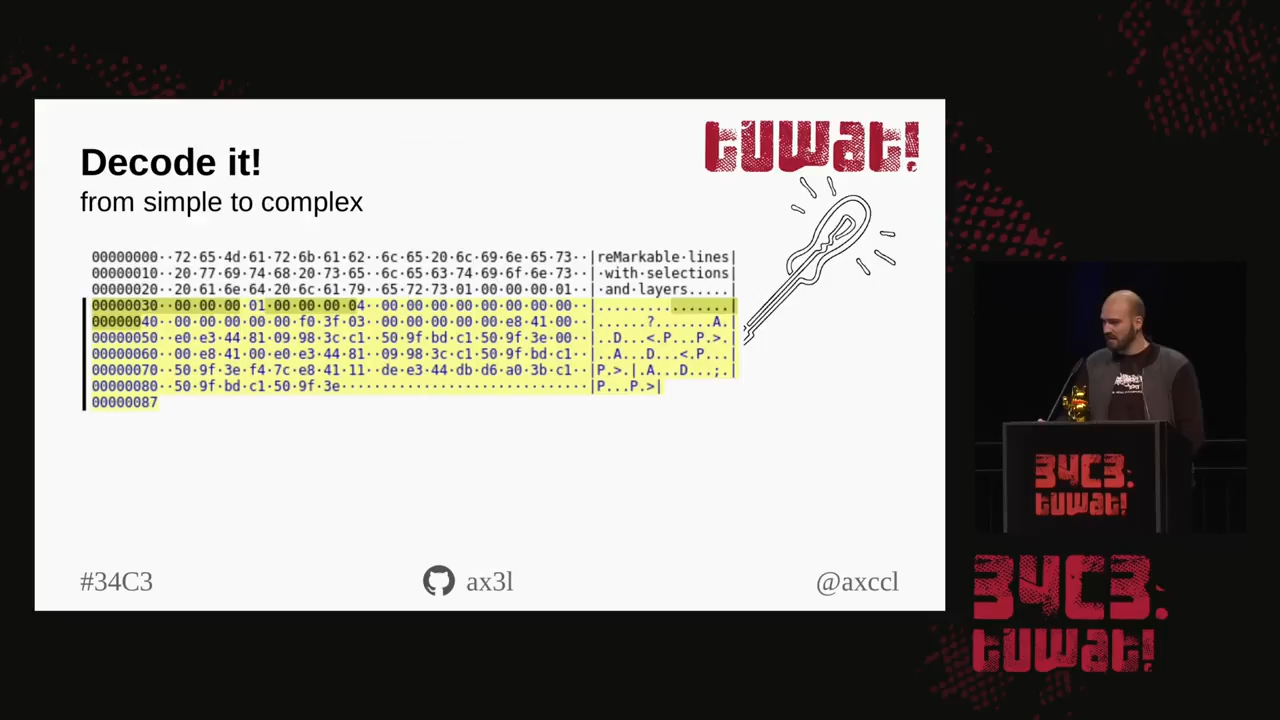 tuwat!
Decode it!
from simple to complex
00000000··72·65·4d·61·72·6b·61·62··6c·65·20·6c·69·6e·65·73··|reMarkable·lines|
00000010··20·77·69·74·68·20·73·65··6c·65·63·74·69·6f·6e·73··|·with·selections|
00000020··20·61·6e·64·20·6c·61·79··65·72·73·01·00·00·00·01··|·and·layers.....|
00000030··00·00·00·01·00·00·00·04··00·00·00·00·00·00·00·00··|................|
00000040··00·00·00·00·00·f0·3f·03··00·00·00·00·00·e8·41·00··|......?.......A.|
00000050··e0·e3·44·81·09·98·3c·c1··50·9f·bd·c1·50·9f·3e·00··|..D...<.P...P.>.|
00000060··00·e8·41·00·e0·e3·44·81··09·98·3c·c1·50·9f·bd·c1··|..A...D...<.P...|
00000070··50·9f·3e·f4·7c·e8·41·11··de·e3·44·db·d6·a0·3b·c1··|P.>.|.A...D...;.|
00000080··50·9f·bd·c1·50·9f·3e······························|P...P.>|
00000087
#34C3
ax3l
@axccl
34C3.
tuwat!
34C3.
tuwat!